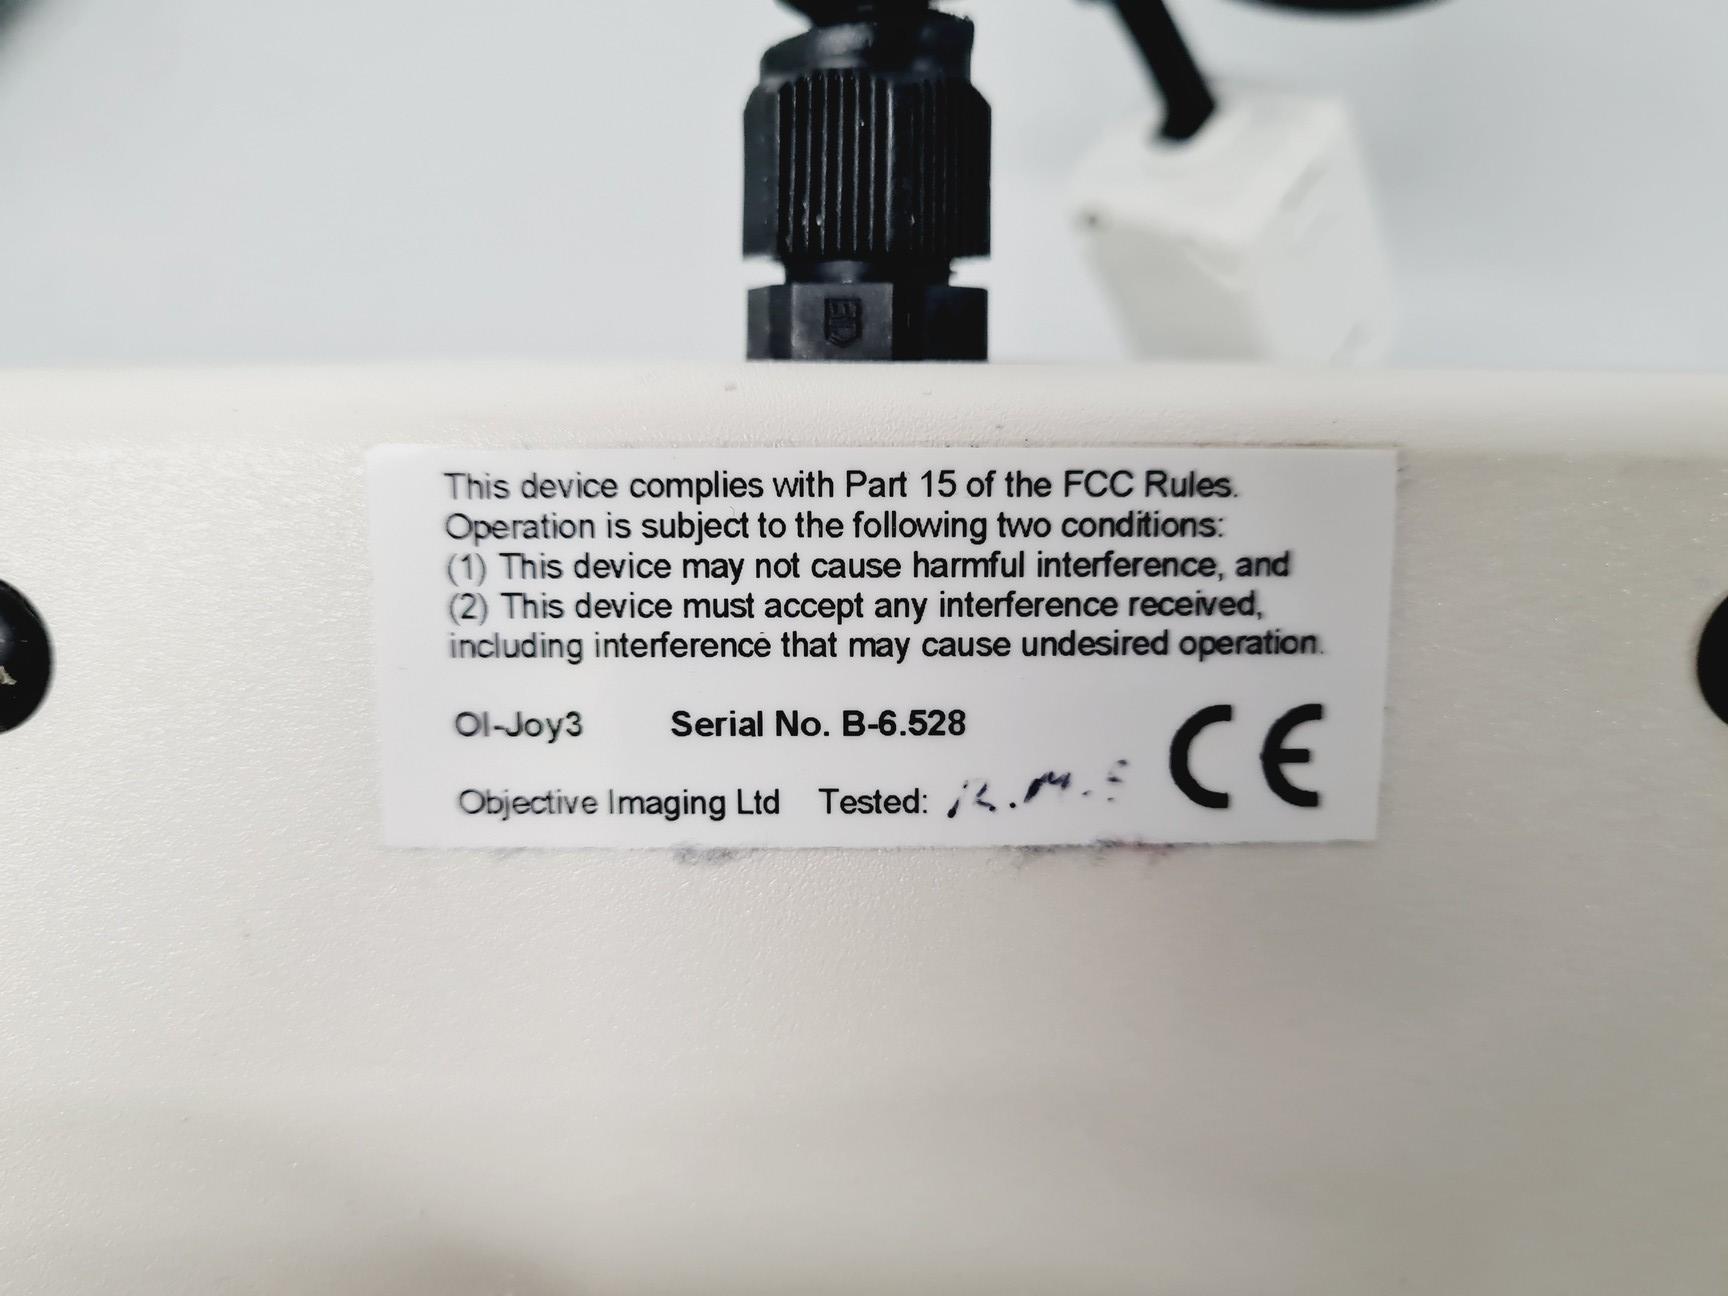 This device complies with Part 15 of the FCC Rules.
Operation is subject to the following two conditions:
(1) This device may not cause harmful interference, and
(2) This device must accept any interference received,
including interference that may cause undesired operation.
OI-Joy3 Serial No. B-6.528
Objective Imaging Ltd Tested:
CE